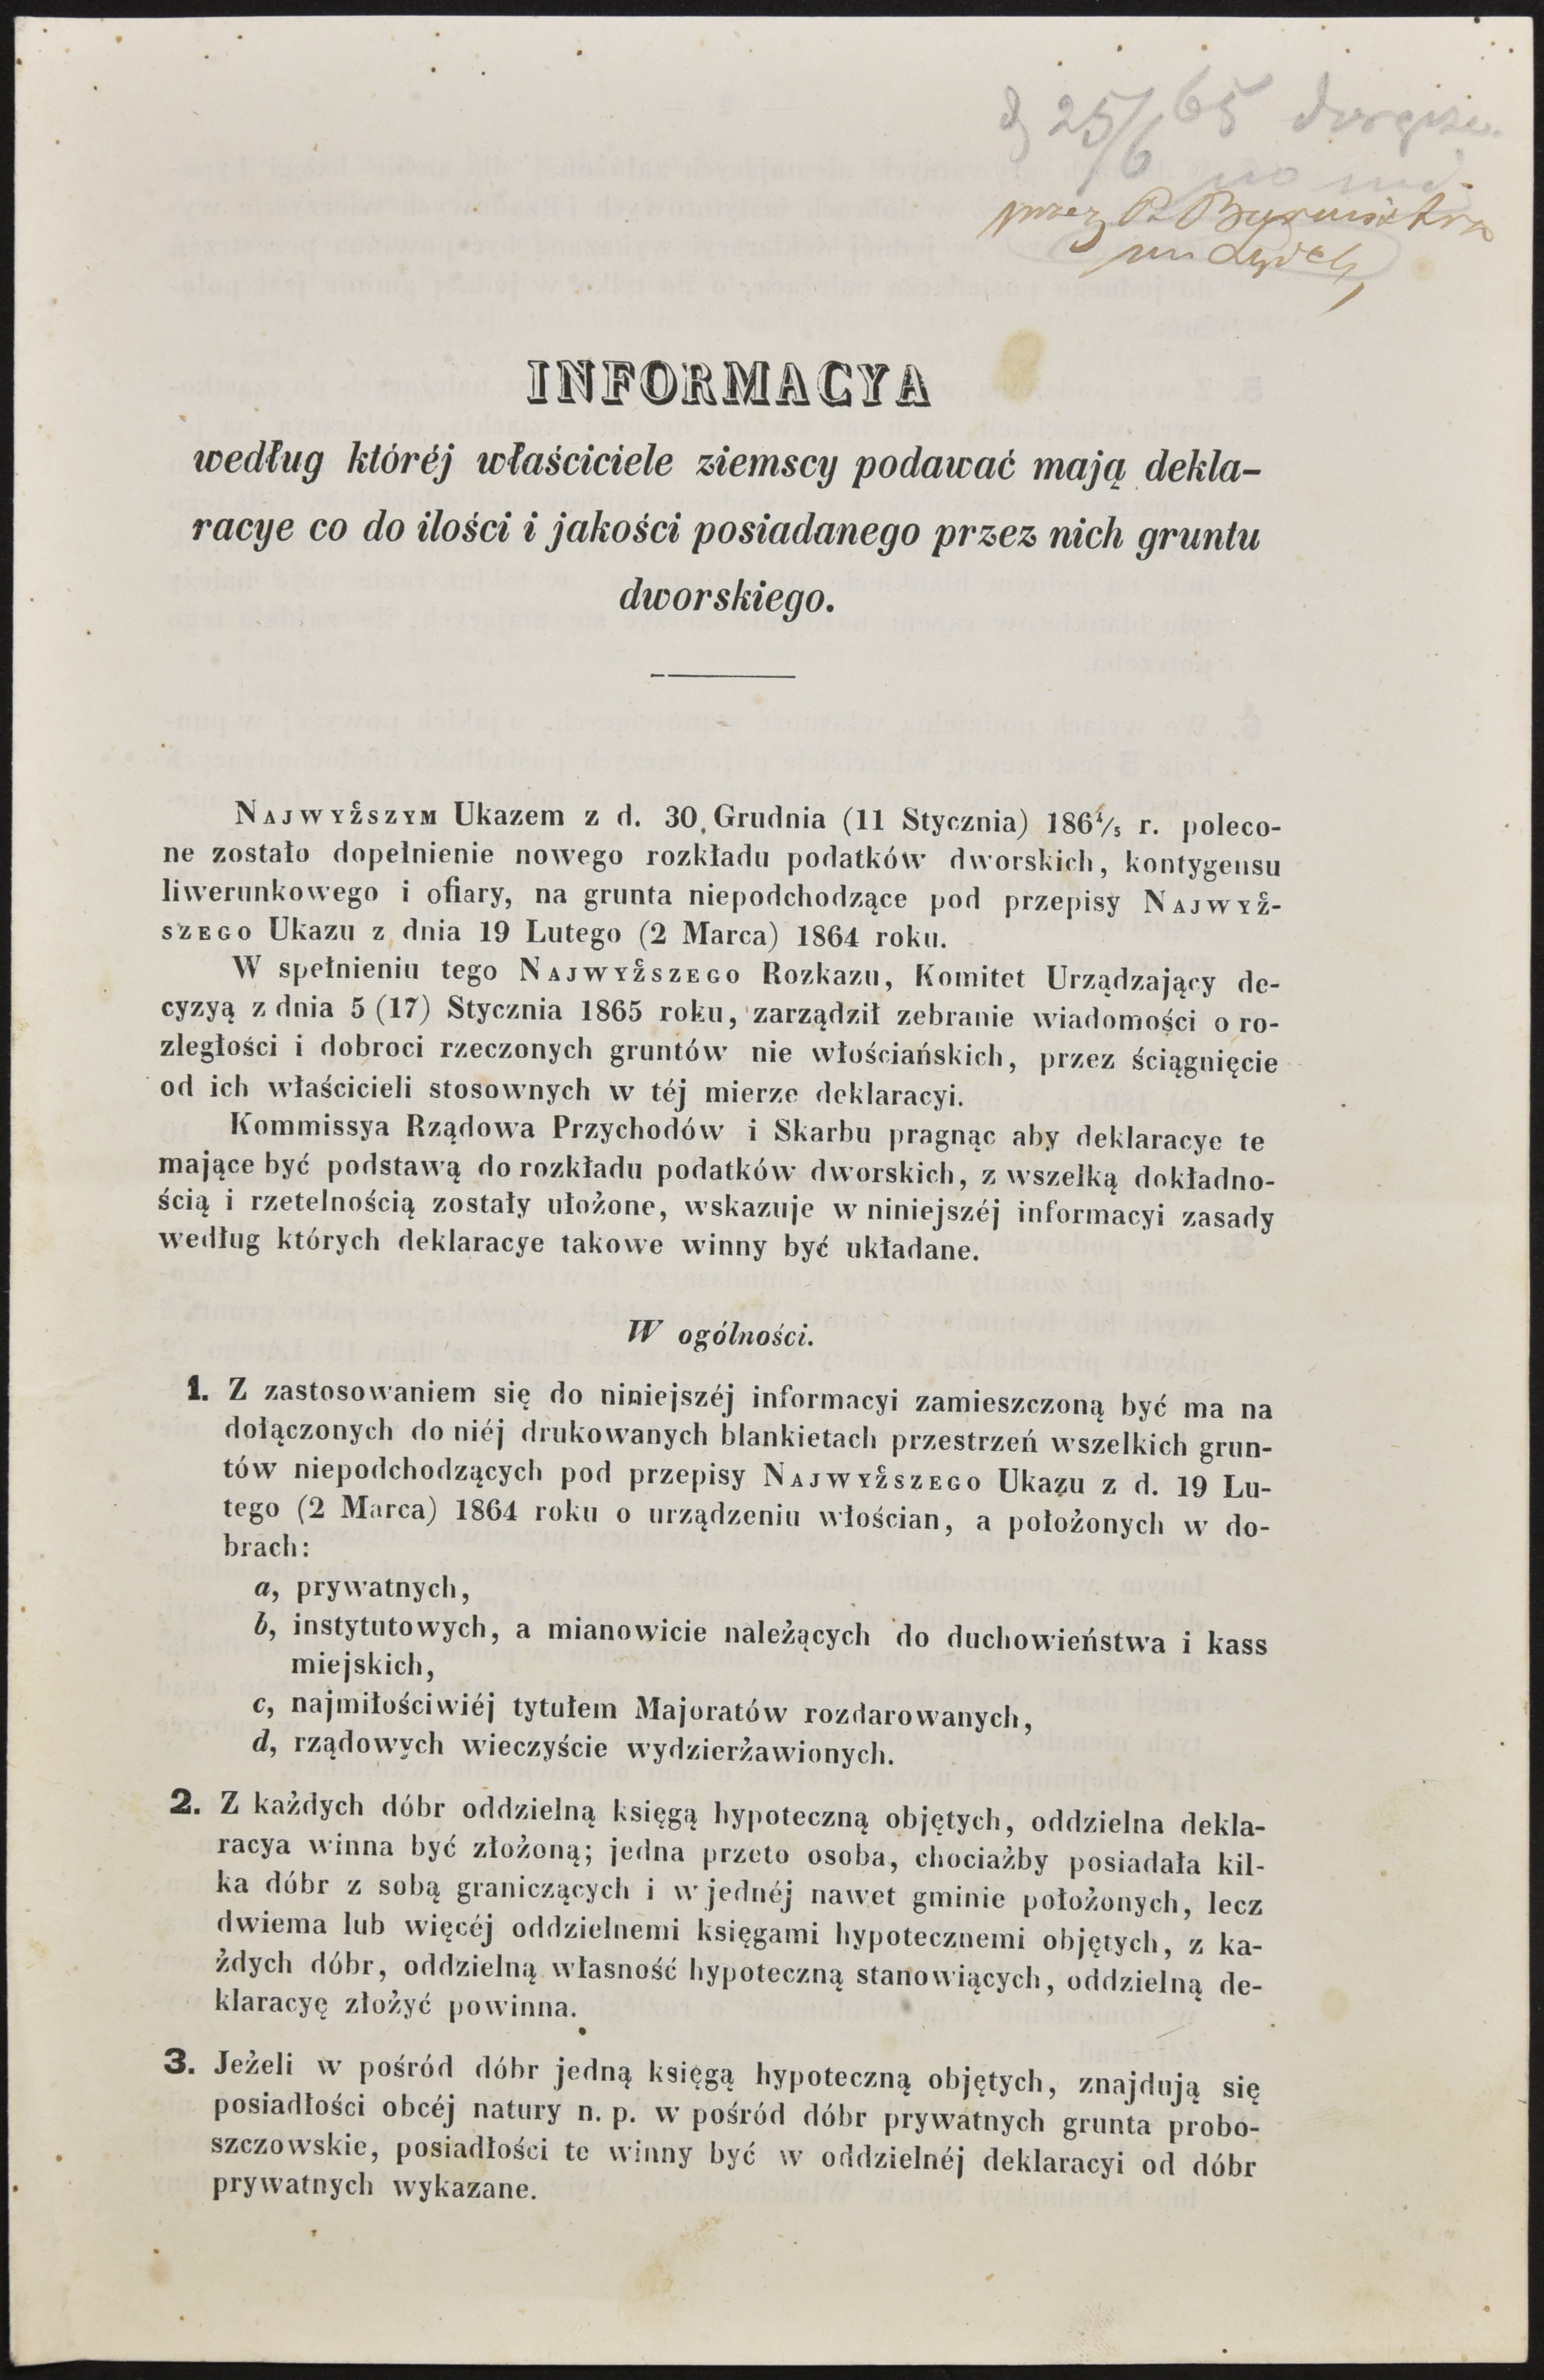 25/6 65
przez P. Burmistrza
INFORMACYA
według któréj właściciele ziemscy podawać mają dekla-
racye co do ilości i jakości posiadanego przez nich gruntu
dworskiego.
Najwyższym Ukazem z d. 30 Grudnia (11 Stycznia) 186⁴/₅ r. poleco-
ne zostało dopełnienie nowego rozkładu podatków dworskich, kontygensu
liwerunkowego i ofiary, na grunta niepodchodzące pod przepisy Najwyż-
szego Ukazu z dnia 19 Lutego (2 Marca) 1864 roku.
W spełnieniu tego Najwyższego Rozkazu, Komitet Urządzający de-
cyzyą z dnia 5 (17) Stycznia 1865 roku, zarządził zebranie wiadomości o ro-
zległości i dobroci rzeczonych gruntów nie włościańskich, przez ściągnięcie
od ich właścicieli stosownych w téj mierze deklaracyi.
Kommissya Rządowa Przychodów i Skarbu pragnąc aby deklaracye te
mające być podstawą do rozkładu podatków dworskich, z wszelką dokładno-
ścią i rzetelnością zostały ułożone, wskazuje w niniejszéj informacyi zasady
według których deklaracye takowe winny być układane.
W ogólności.
1. Z zastosowaniem się do niniejszéj informacyi zamieszczoną być ma na
dołączonych do niéj drukowanych blankietach przestrzeń wszelkich grun-
tów niepodchodzących pod przepisy Najwyższego Ukazu z d. 19 Lu-
tego (2 Marca) 1864 roku o urządzeniu włościan, a położonych w do-
brach:
a, prywatnych,
b, instytutowych, a mianowicie należących do duchowieństwa i kass
miejskich,
c, najmiłościwiéj tytułem Majoratów rozdarowanych,
d, rządowych wieczyście wydzierżawionych.
2. Z każdych dóbr oddzielną księgą hypoteczną objętych, oddzielna dekla-
racya winna być złożoną; jedna przeto osoba, chociażby posiadała kil-
ka dóbr z sobą graniczących i w jednéj nawet gminie położonych, lecz
dwiema lub więcéj oddzielnemi księgami hypotecznemi objętych, z ka-
żdych dóbr, oddzielną własność hypoteczną stanowiących, oddzielną de-
klaracyę złożyć powinna.
3. Jeżeli w pośród dóbr jedną księgą hypoteczną objętych, znajdują się
posiadłości obcéj natury n. p. w pośród dóbr prywatnych grunta probo-
szczowskie, posiadłości te winny być w oddzielnéj deklaracyi od dóbr
prywatnych wykazane.